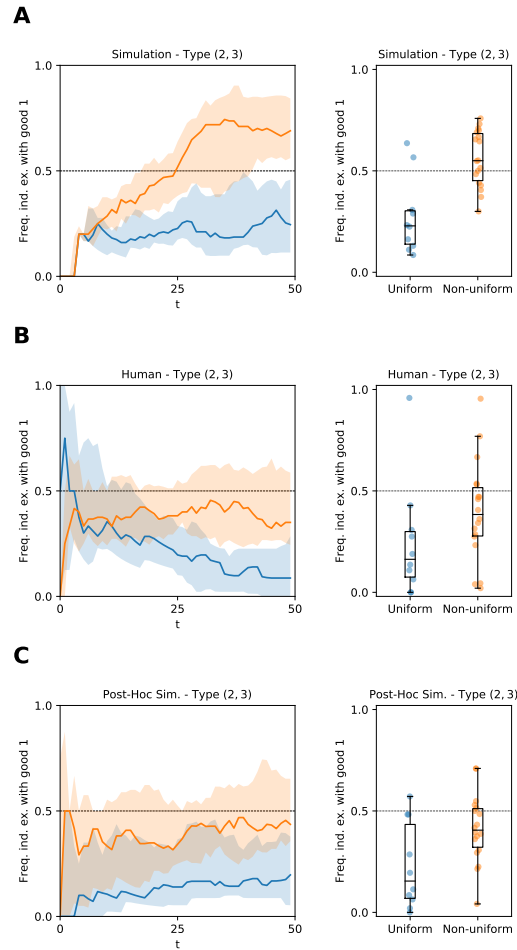 A
Simulation - Type (2, 3)
Freq. ind. ex. with good 1
1.0
0.5
0.0
0
25
50
t
Simulation - Type (2, 3)
Freq. ind. ex. with good 1
1.0
0.5
0.0
Uniform
Non-uniform
B
Human - Type (2, 3)
Freq. ind. ex. with good 1
1.0
0.5
0.0
0
25
50
t
Human - Type (2, 3)
Freq. ind. ex. with good 1
1.0
0.5
0.0
Uniform
Non-uniform
C
Post-Hoc Sim. - Type (2, 3)
Freq. ind. ex. with good 1
1.0
0.5
0.0
0
25
50
t
Post-Hoc Sim. - Type (2, 3)
Freq. ind. ex. with good 1
1.0
0.5
0.0
Uniform
Non-uniform